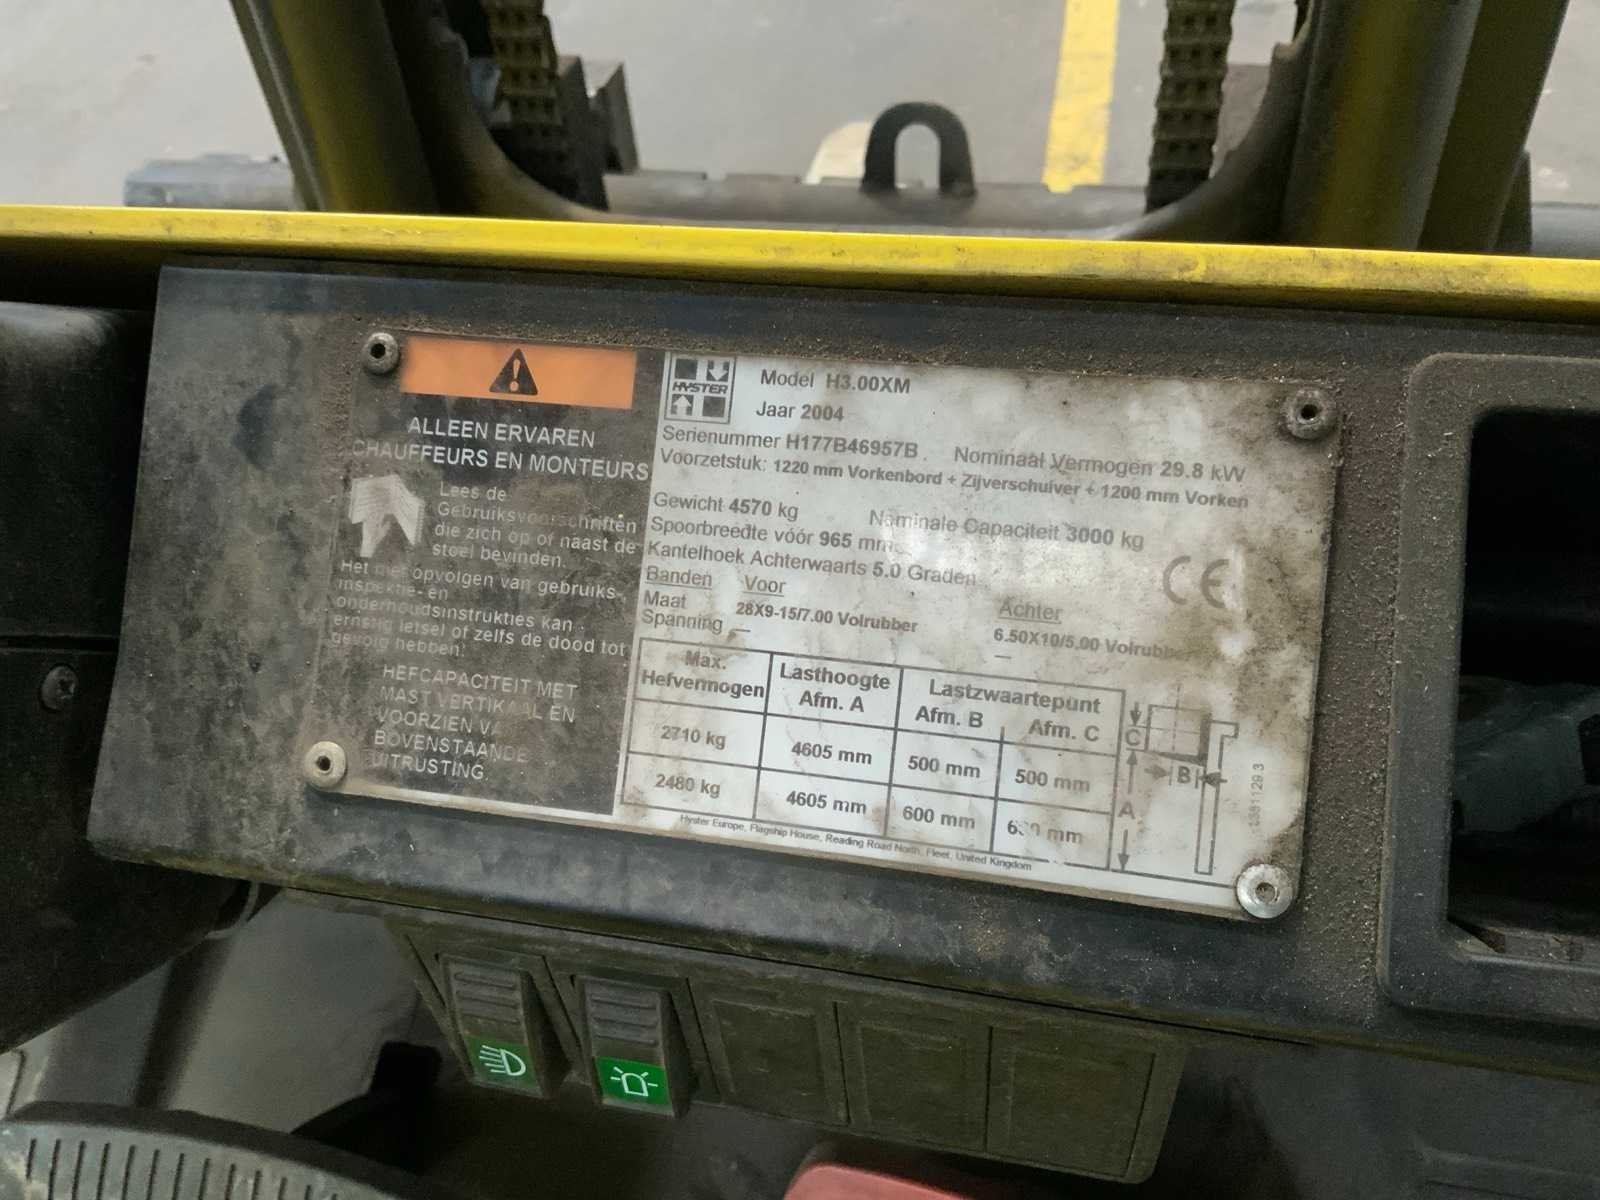 ALLEEN ERVAREN
CHAUFFEURS EN MONTEURS
Lees de
Gebruiksvoorschriften
die zich op of naast de
stoel bevinden.
Het niet opvolgen van gebruiks-
inspektie- en
onderhoudsinstrukties kan
ernstig letsel of zelfs de dood tot
gevolg hebben.
HEFCAPACITEIT MET
MAST VERTIKAAL EN
VOORZIEN VA
BOVENSTAANDE
UITRUSTING.
HYSTER
Model H3.00XM
Jaar 2004
Serienummer H177B46957B. Nominaal Vermogen 29.8 kW
Voorzetstuk: 1220 mm Vorkenbord + Zijverschuiver + 1200 mm Vorken
Gewicht 4570 kg Nominale Capaciteit 3000 kg
Spoorbreedte vóór 965 mm
Kantelhoek Achterwaarts 5.0 Graden
CE
Banden Voor Achter
Maat 28X9-15/7.00 Volrubber 6.50X10/5.00 Volrubber
Spanning — —
Max. Hefvermogen Lasthoogte Afm. A Lastzwaartepunt Afm. B Afm. C
2710 kg 4605 mm 500 mm 500 mm
2480 kg 4605 mm 600 mm mm
C
B
A
Hyster Europe, Flagship House, Reading Road North, Fleet, United Kingdom